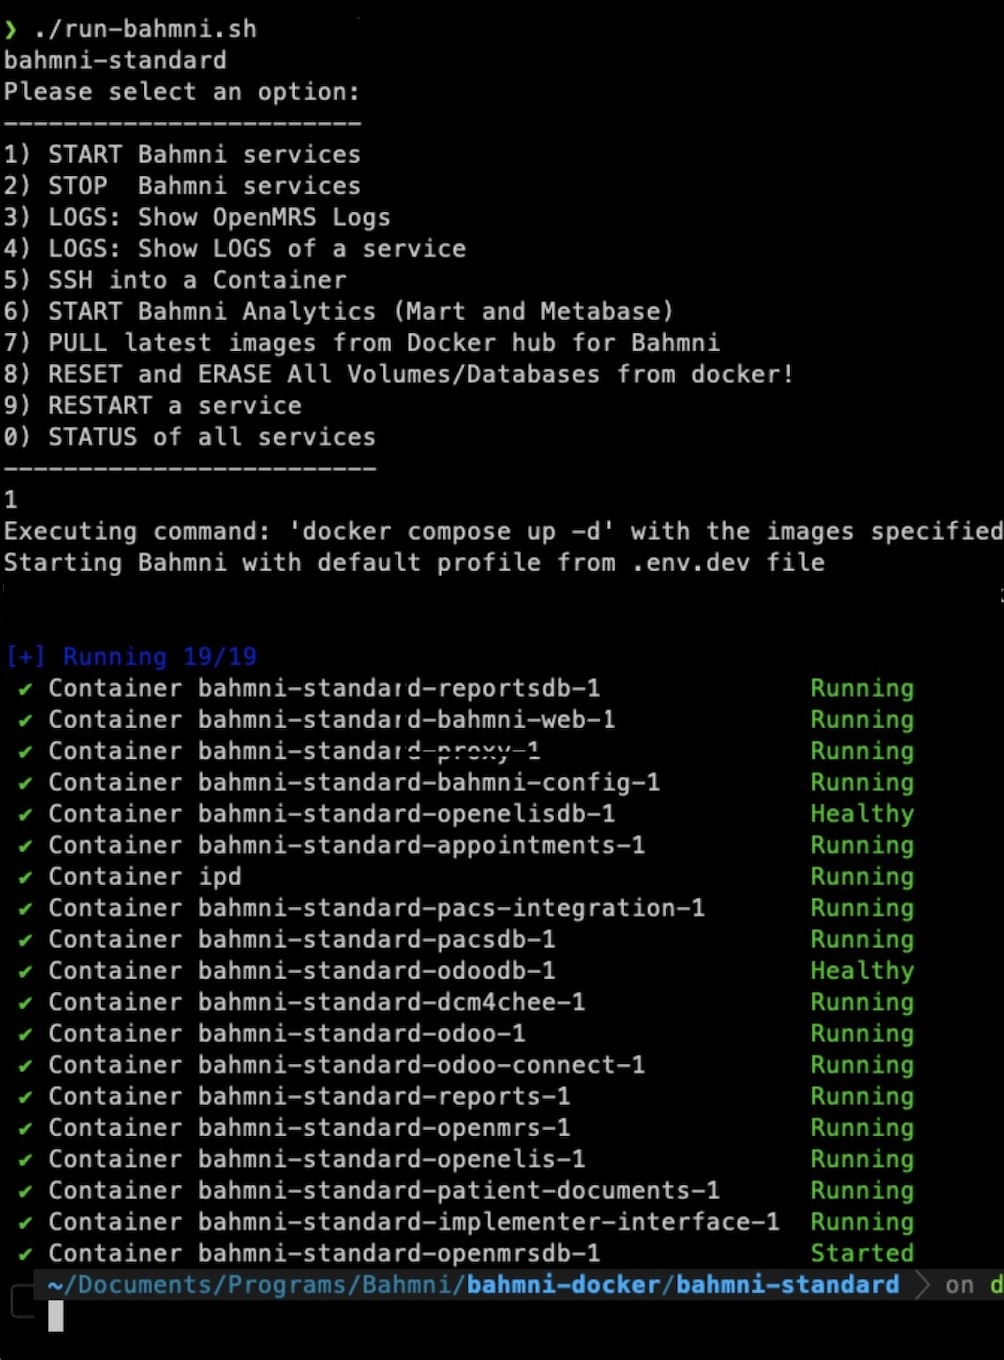 ❯ ./run-bahmni.sh
bahmni-standard
Please select an option:
------------------------
1) START Bahmni services
2) STOP  Bahmni services
3) LOGS: Show OpenMRS Logs
4) LOGS: Show LOGS of a service
5) SSH into a Container
6) START Bahmni Analytics (Mart and Metabase)
7) PULL latest images from Docker hub for Bahmni
8) RESET and ERASE All Volumes/Databases from docker!
9) RESTART a service
0) STATUS of all services
-------------------------
1
Executing command: 'docker compose up -d' with the images specified
Starting Bahmni with default profile from .env.dev file
[+] Running 19/19
✔ Container bahmni-standard-reportsdb-1 Running
✔ Container bahmni-standard-bahmni-web-1 Running
✔ Container bahmni-standard-proxy-1 Running
✔ Container bahmni-standard-bahmni-config-1 Running
✔ Container bahmni-standard-openelisdb-1 Healthy
✔ Container bahmni-standard-appointments-1 Running
✔ Container ipd Running
✔ Container bahmni-standard-pacs-integration-1 Running
✔ Container bahmni-standard-pacsdb-1 Running
✔ Container bahmni-standard-odoodb-1 Healthy
✔ Container bahmni-standard-dcm4chee-1 Running
✔ Container bahmni-standard-odoo-1 Running
✔ Container bahmni-standard-odoo-connect-1 Running
✔ Container bahmni-standard-reports-1 Running
✔ Container bahmni-standard-openmrs-1 Running
✔ Container bahmni-standard-openelis-1 Running
✔ Container bahmni-standard-patient-documents-1 Running
✔ Container bahmni-standard-implementer-interface-1 Running
✔ Container bahmni-standard-openmrsdb-1 Started
~/Documents/Programs/Bahmni/bahmni-docker/bahmni-standard on